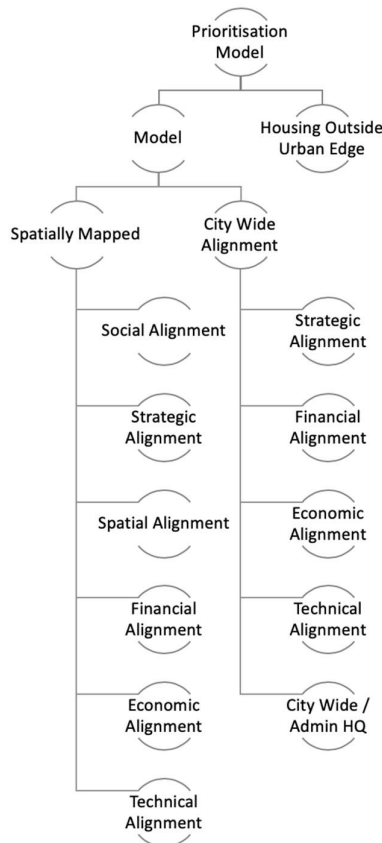 Prioritisation
Model
Model
Housing Outside
Urban Edge
Spatially Mapped
City Wide
Alignment
Social Alignment
Strategic
Alignment
Spatial Alignment
Financial
Alignment
Economic
Alignment
Technical
Alignment
Strategic
Alignment
Financial
Alignment
Economic
Alignment
Technical
Alignment
City Wide /
Admin HQ